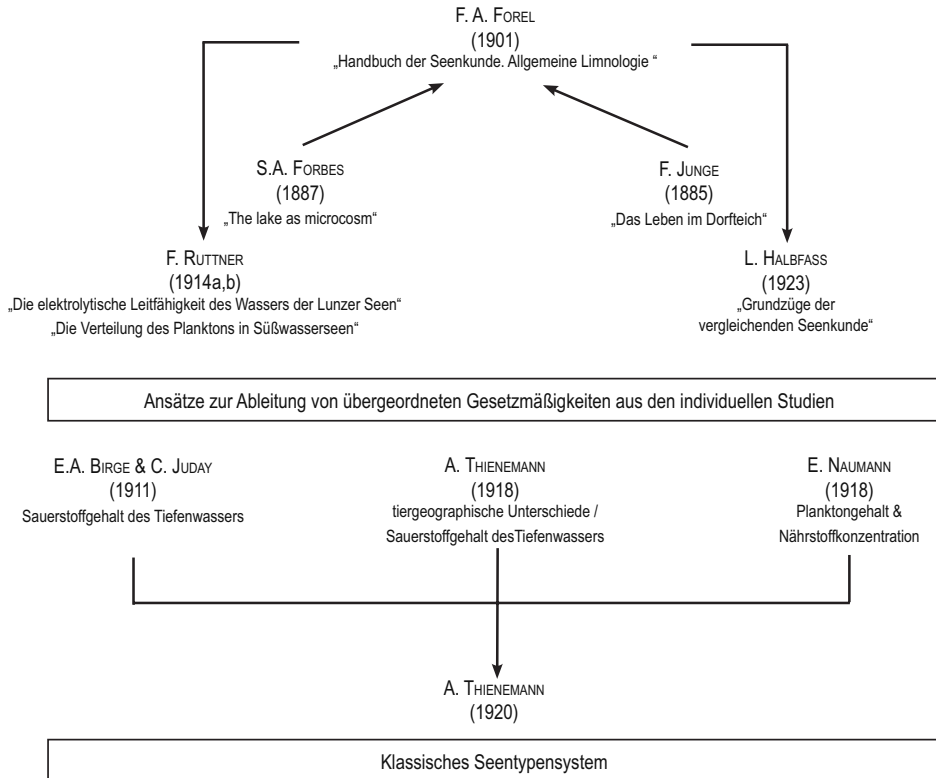 F. A. FOREL
(1901)
„Handbuch der Seenkunde. Allgemeine Limnologie “
S.A. FORBES
(1887)
„The lake as microcosm“
F. JUNGE
(1885)
„Das Leben im Dorfteich“
F. RUTTNER
(1914a,b)
„Die elektrolytische Leitfähigkeit des Wassers der Lunzer Seen“
„Die Verteilung des Planktons in Süßwasserseen“
L. HALBFASS
(1923)
„Grundzüge der
vergleichenden Seenkunde“
Ansätze zur Ableitung von übergeordneten Gesetzmäßigkeiten aus den individuellen Studien
E.A. BIRGE & C. JUDAY
(1911)
Sauerstoffgehalt des Tiefenwassers
A. THIENEMANN
(1918)
tiergeographische Unterschiede /
Sauerstoffgehalt desTiefenwassers
E. NAUMANN
(1918)
Planktongehalt &
Nährstoffkonzentration
A. THIENEMANN
(1920)
Klassisches Seentypensystem